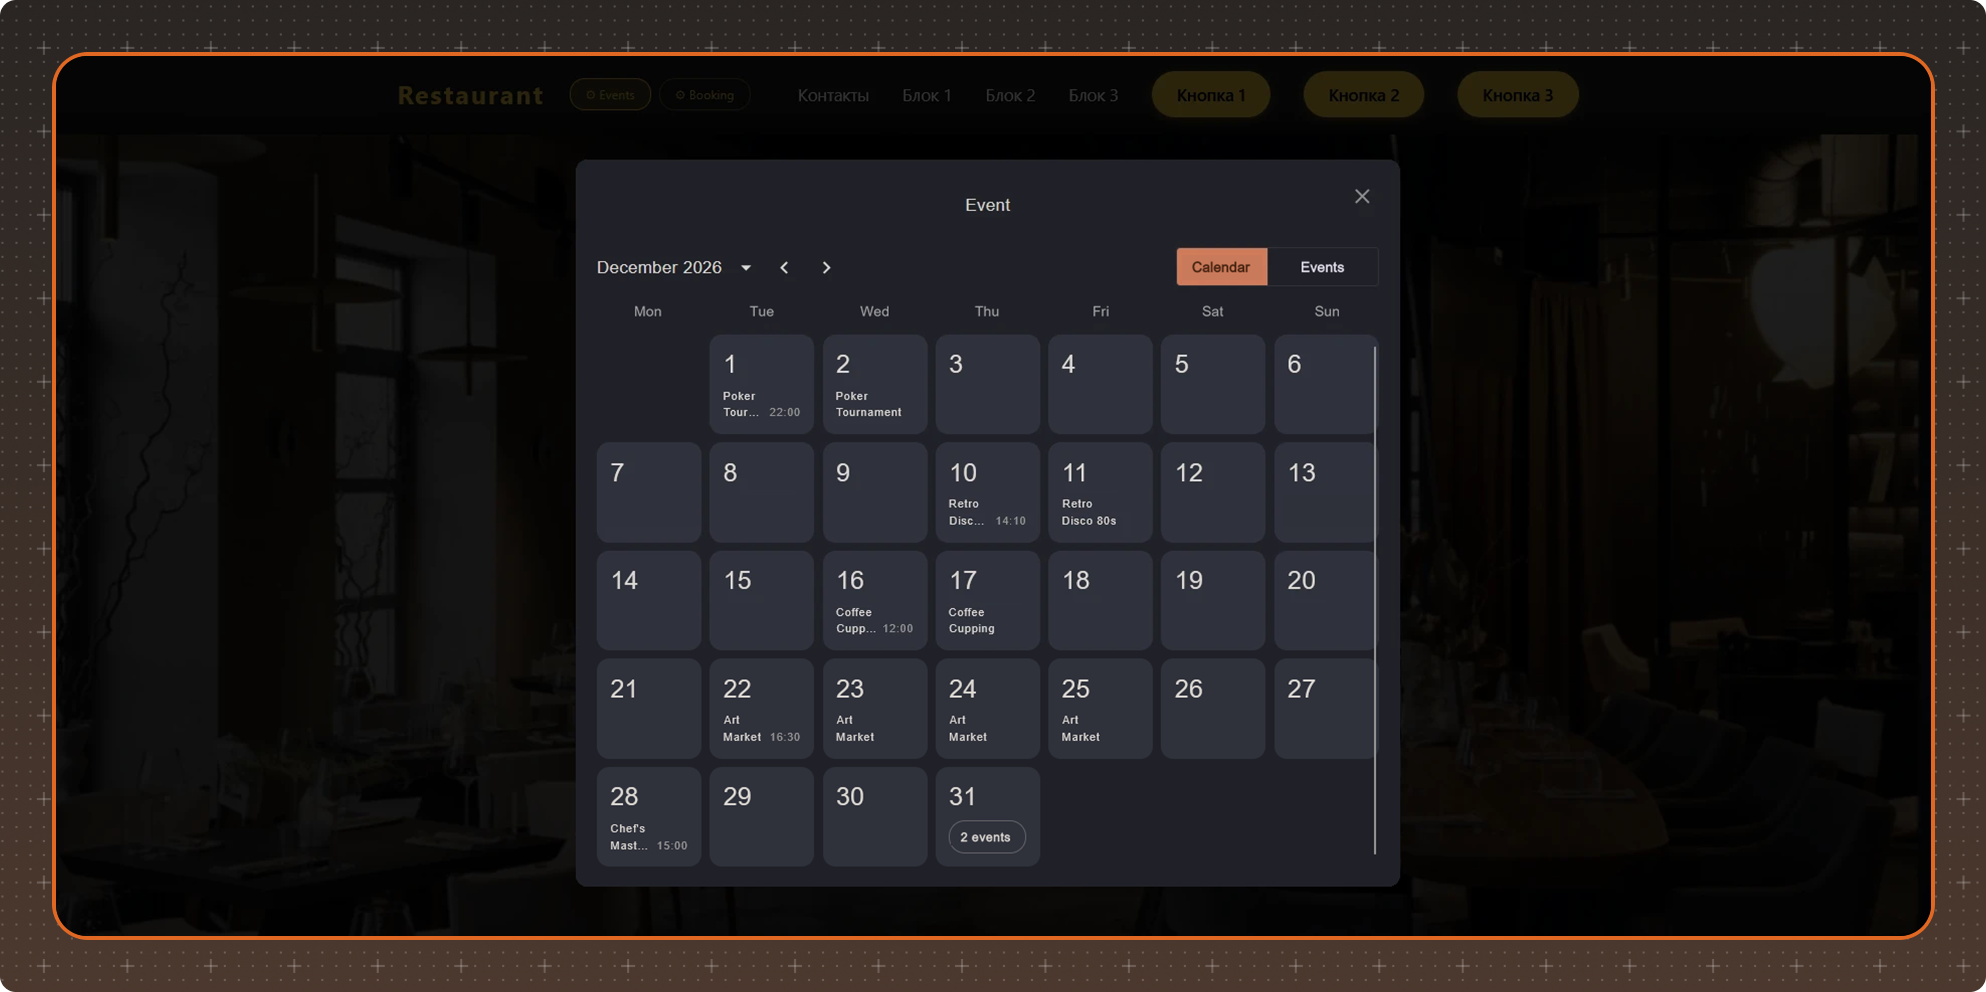 Restaurant
Events
Booking
Контакты
Блок 1
Блок 2
Блок 3
Кнопка 1
Кнопка 2
Кнопка 3
Event
December 2026
Calendar
Events
Mon
Tue
Wed
Thu
Fri
Sat
Sun
1
Poker
Tour... 22:00
2
Poker
Tournament
3
4
5
6
7
8
9
10
Retro
Disc... 14:10
11
Retro
Disco 80s
12
13
14
15
16
Coffee
Cupp... 12:00
17
Coffee
Cupping
18
19
20
21
22
Art
Market 16:30
23
Art
Market
24
Art
Market
25
Art
Market
26
27
28
Chef's
Mast... 15:00
29
30
31
2 events